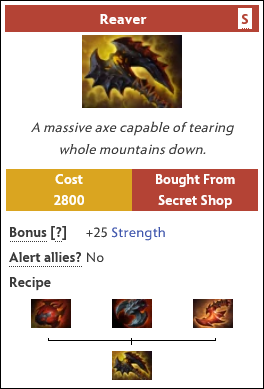 Reaver S
A massive axe capable of tearing
whole mountains down.
Cost Bought From
2800 Secret Shop
Bonus [?] +25 Strength
Alert allies? No
Recipe